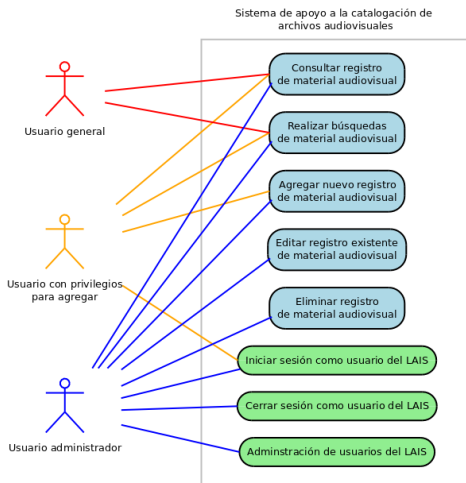 Sistema de apoyo a la catalogación de
archivos audiovisuales
Consultar registro
de material audiovisual
Usuario general
Realizar búsquedas
de material audiovisual
Agregar nuevo registro
de material audiovisual
Usuario con privilegios
para agregar
Editar registro existente
de material audiovisual
Eliminar registro
de material audiovisual
Iniciar sesión como usuario del LAIS
Cerrar sesión como usuario del LAIS
Usuario administrador
Adminstración de usuarios del LAIS